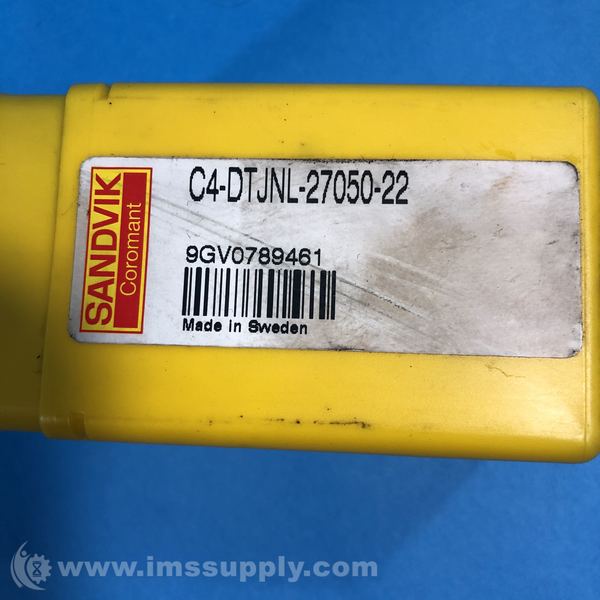 SANDVIK
Coromant
C4-DTJNL-27050-22
9GV0789461
Made in Sweden
www.imssupply.com